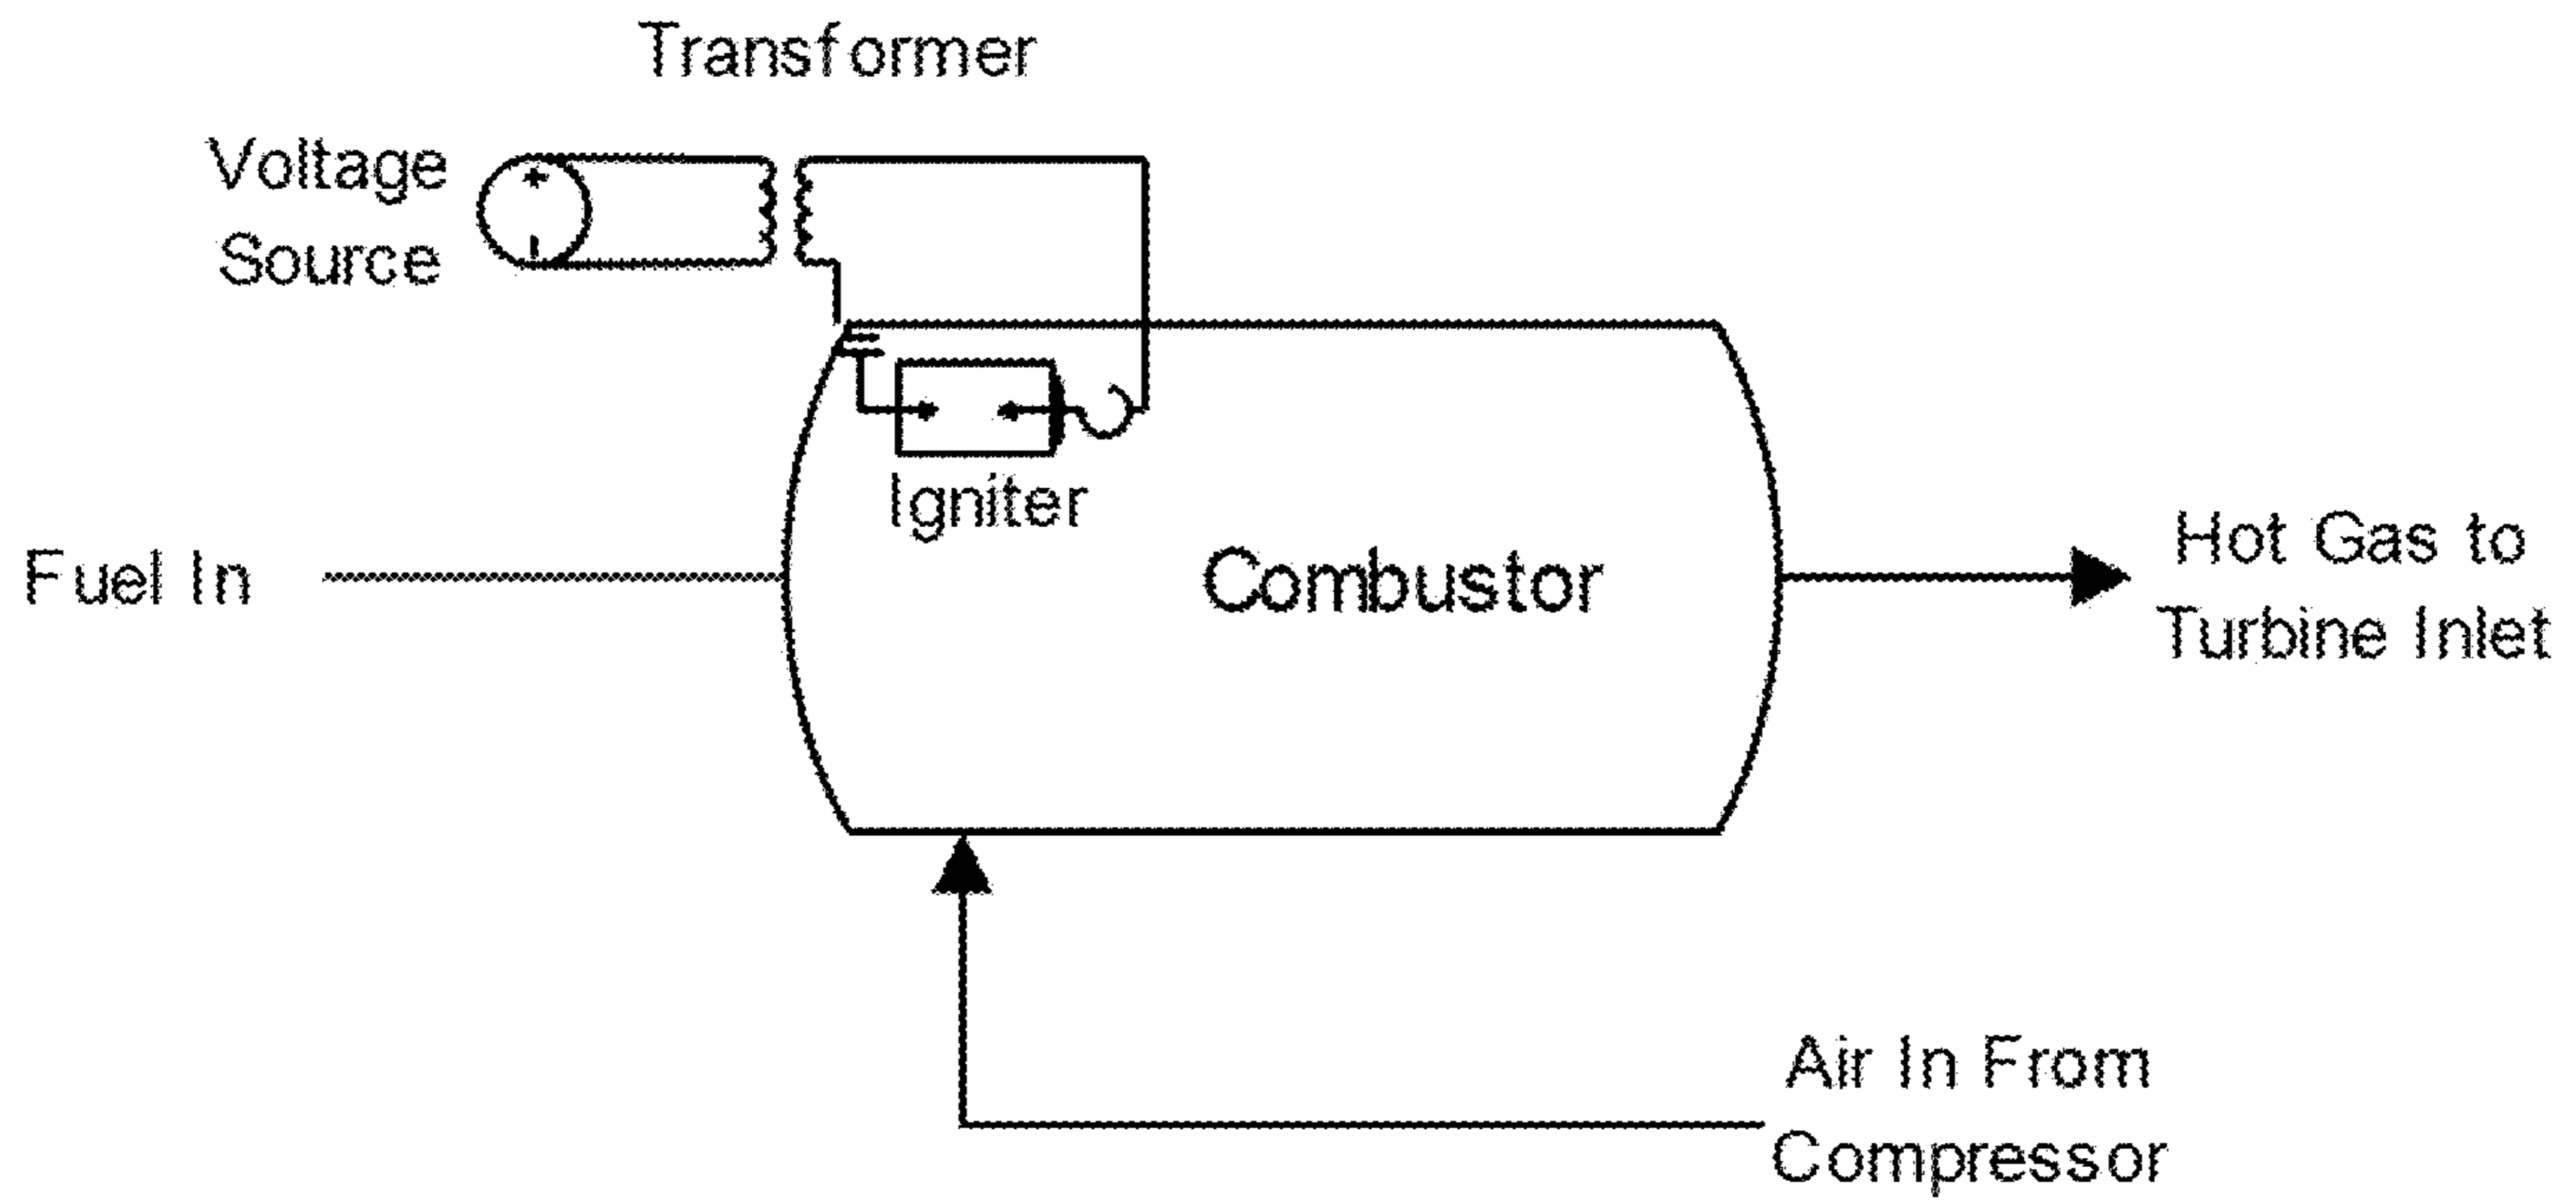 Transformer
Voltage
Source
+
Igniter
Fuel In
Combustor
Hot Gas to
Turbine Inlet
Air In From
Compressor